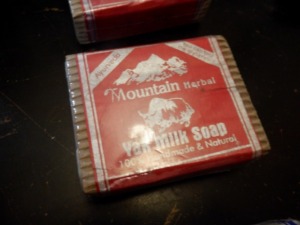 Mountain Herbal
Yak Milk Soap
100% Handmade & Natural